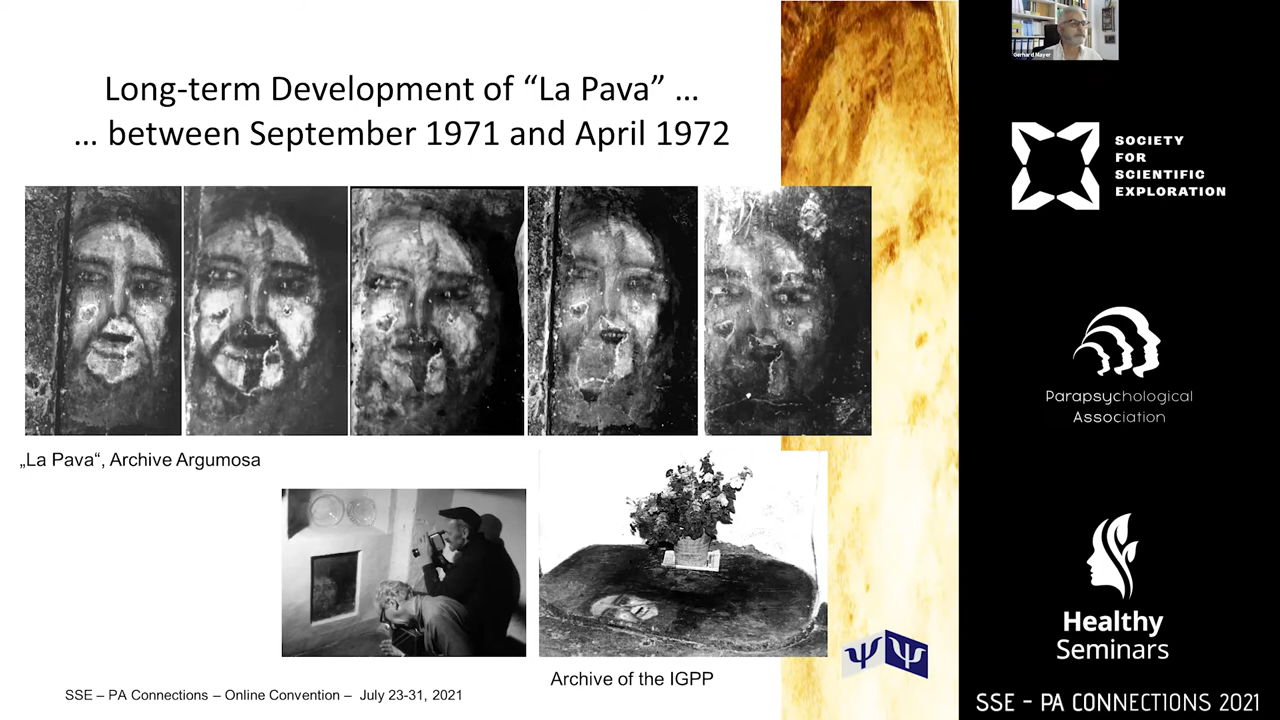 Long-term Development of “La Pava” …
… between September 1971 and April 1972
„La Pava“, Archive Argumosa
Archive of the IGPP
SSE – PA Connections – Online Convention – July 23-31, 2021
Gerhard Mayer
SOCIETY
FOR
SCIENTIFIC
EXPLORATION
Parapsychological
Association
Healthy
Seminars
SSE - PA CONNECTIONS 2021